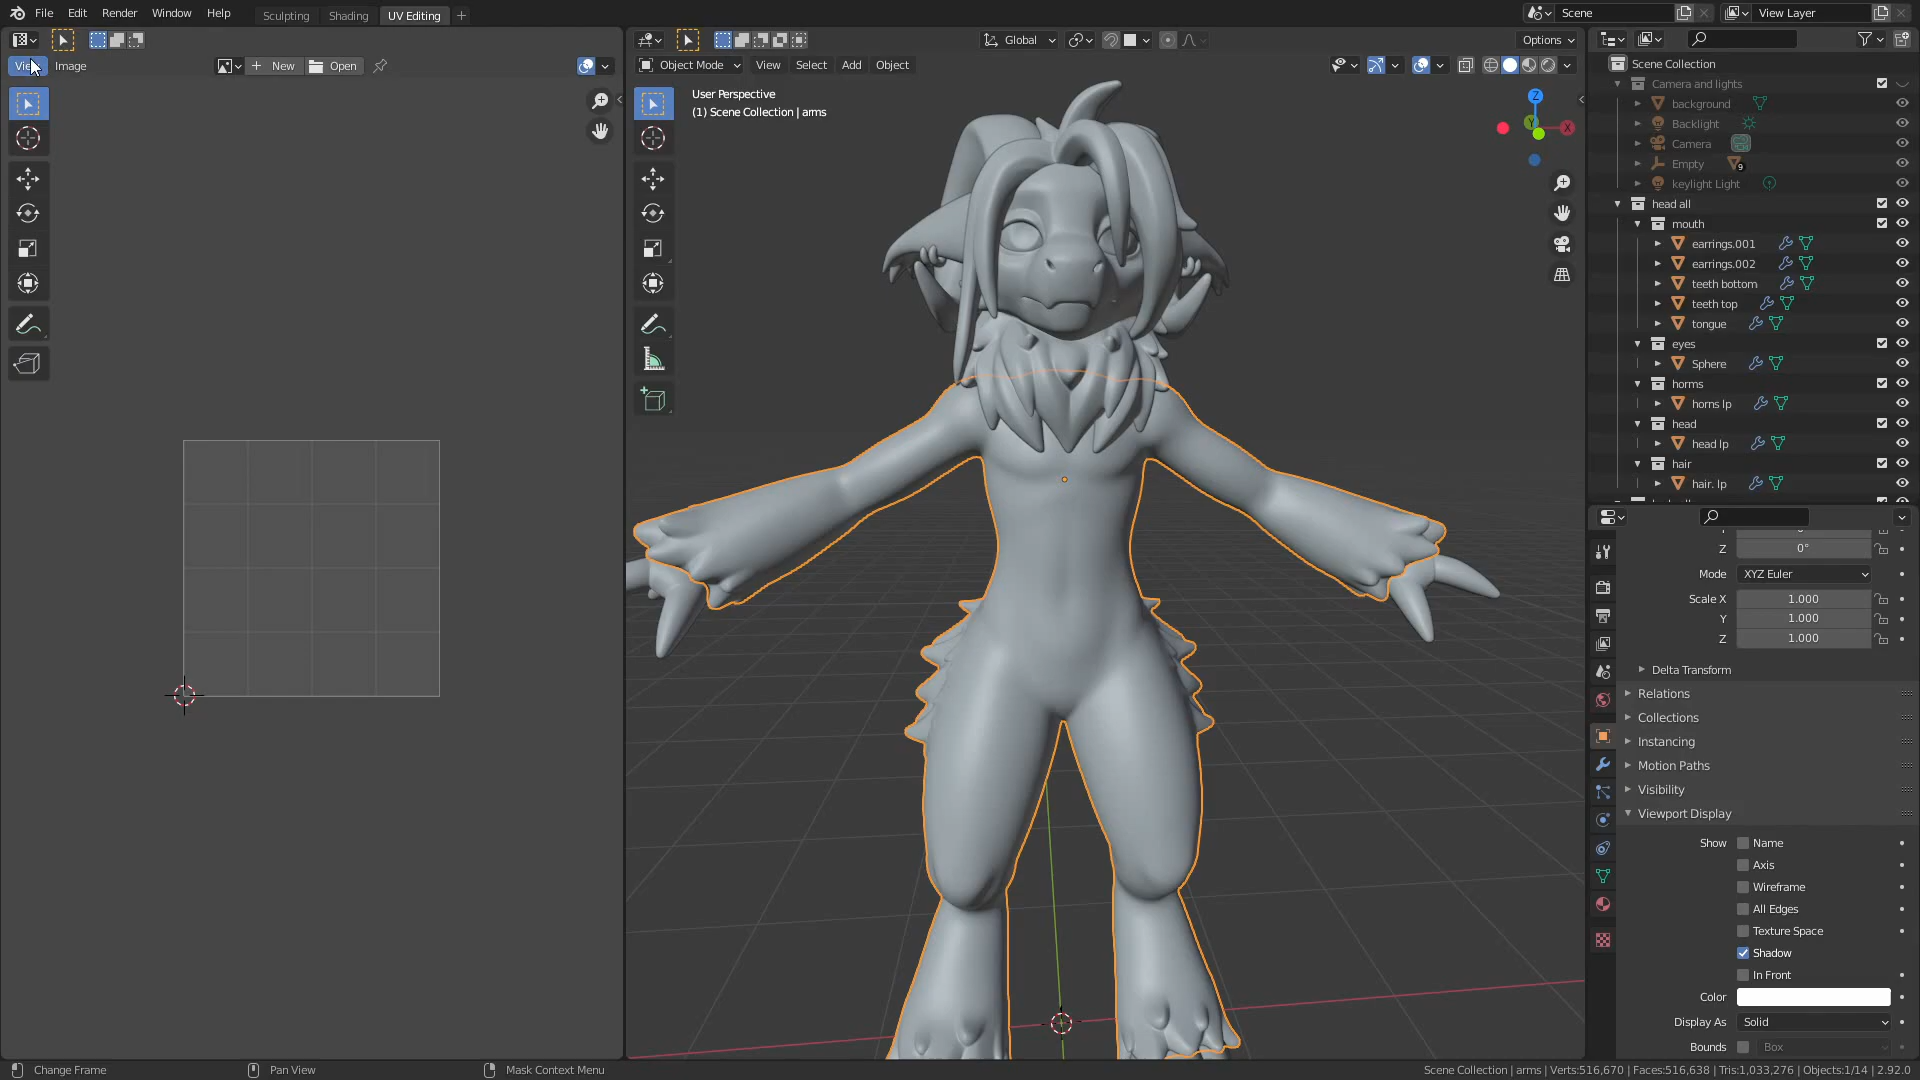 File Edit Render Window Help Sculpting Shading UV Editing + Scene View Layer
View Image New Open
Global Options
Object Mode View Select Add Object
User Perspective
(1) Scene Collection | arms
Z
Y
X
Scene Collection
Camera and lights
background
Backlight
Camera
Empty 9
keylight Light
head all
mouth
earrings.001
earrings.002
teeth bottom
teeth top
tongue
eyes
Sphere
horms
horns lp
head
head lp
hair
hair. lp
Z 0°
Mode XYZ Euler
Scale X 1.000
Y 1.000
Z 1.000
Delta Transform
Relations
Collections
Instancing
Motion Paths
Visibility
Viewport Display
Show Name
Axis
Wireframe
All Edges
Texture Space
Shadow
In Front
Color
Display As Solid
Bounds Box
Change Frame Pan View Mask Context Menu Scene Collection | arms | Verts:516,670 | Faces:516,638 | Tris:1,033,276 | Objects:1/14 | 2.92.0